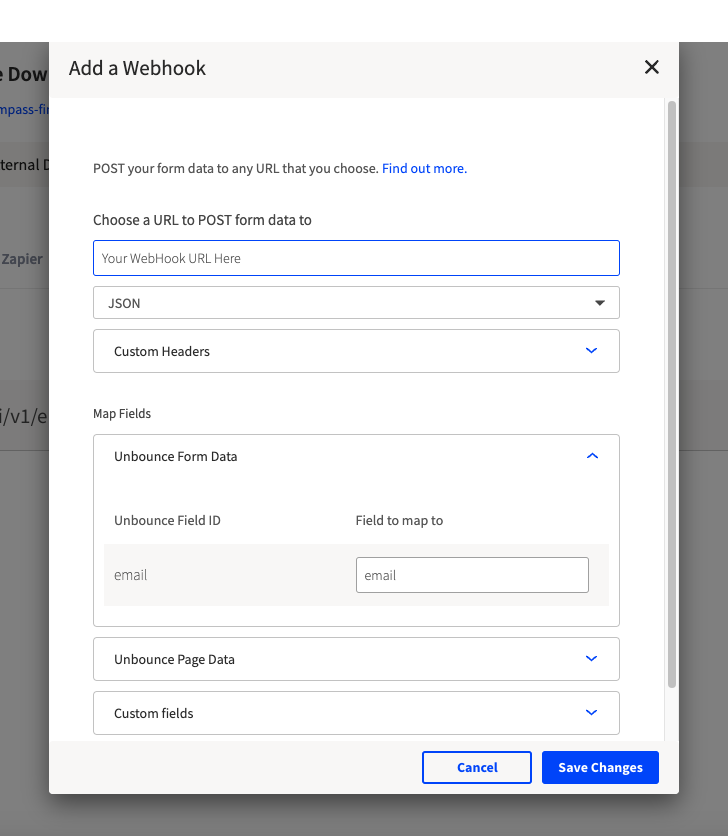 Add a Webhook
e Dow
mpass-fir
ternal D
POST your form data to any URL that you choose. Find out more.
Choose a URL to POST form data to
Zapier
Your WebHook URL Here
JSON
Custom Headers
Map Fields
i/v1/e
Unbounce Form Data
Unbounce Field ID Field to map to
email email
Unbounce Page Data
Custom fields
Cancel Save Changes